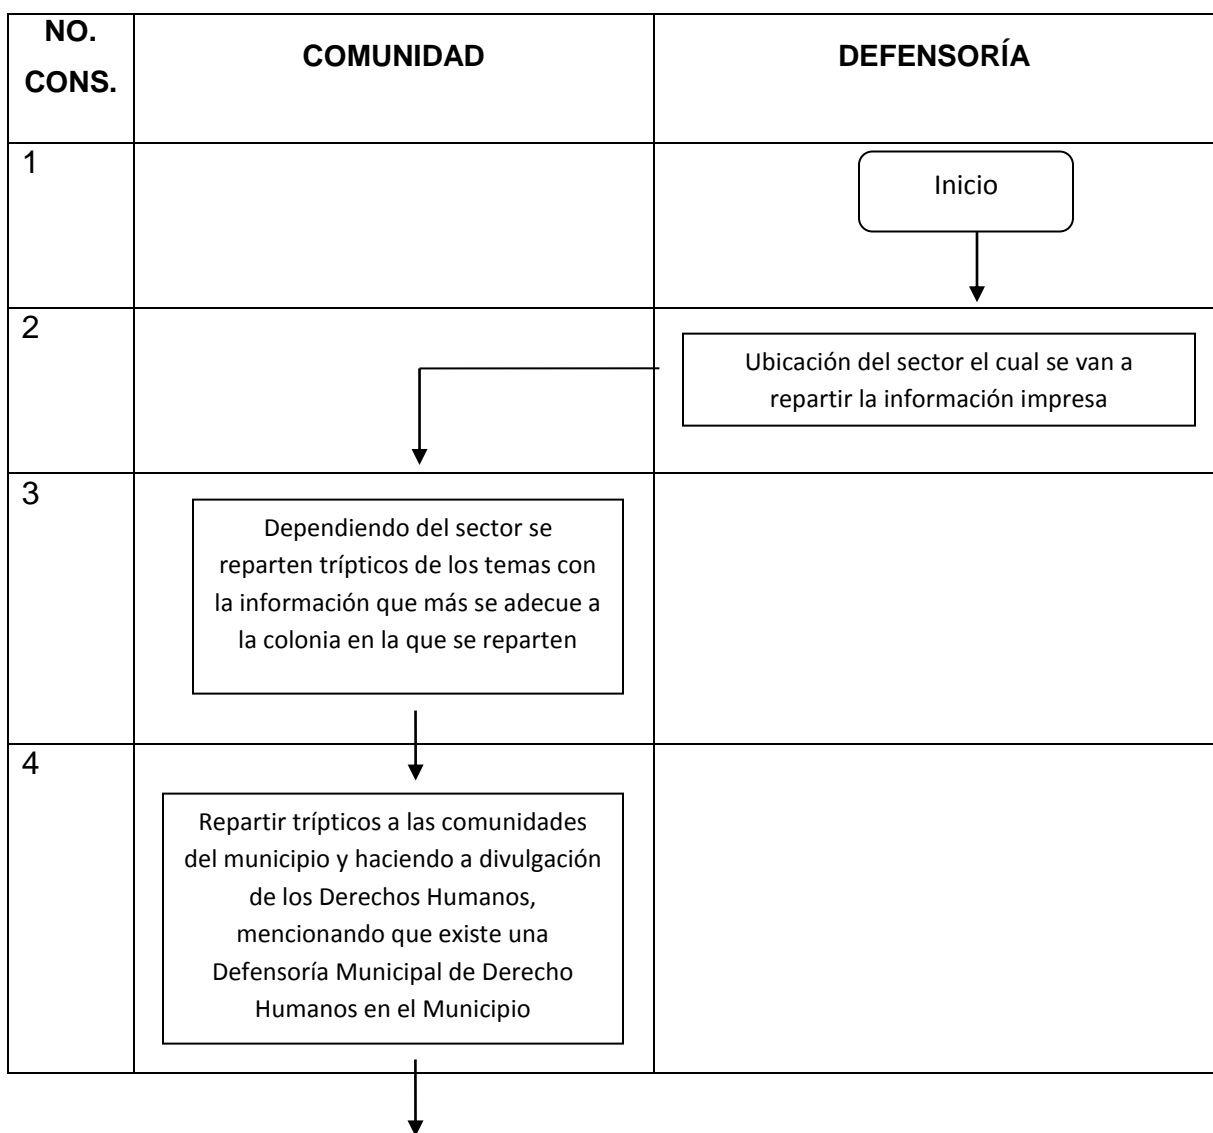 NO.
CONS.
COMUNIDAD
DEFENSORÍA
1
Inicio
2
Ubicación del sector el cual se van a
repartir la información impresa
3
Dependiendo del sector se
reparten trípticos de los temas con
la información que más se adecue a
la colonia en la que se reparten
4
Repartir trípticos a las comunidades
del municipio y haciendo a divulgación
de los Derechos Humanos,
mencionando que existe una
Defensoría Municipal de Derecho
Humanos en el Municipio